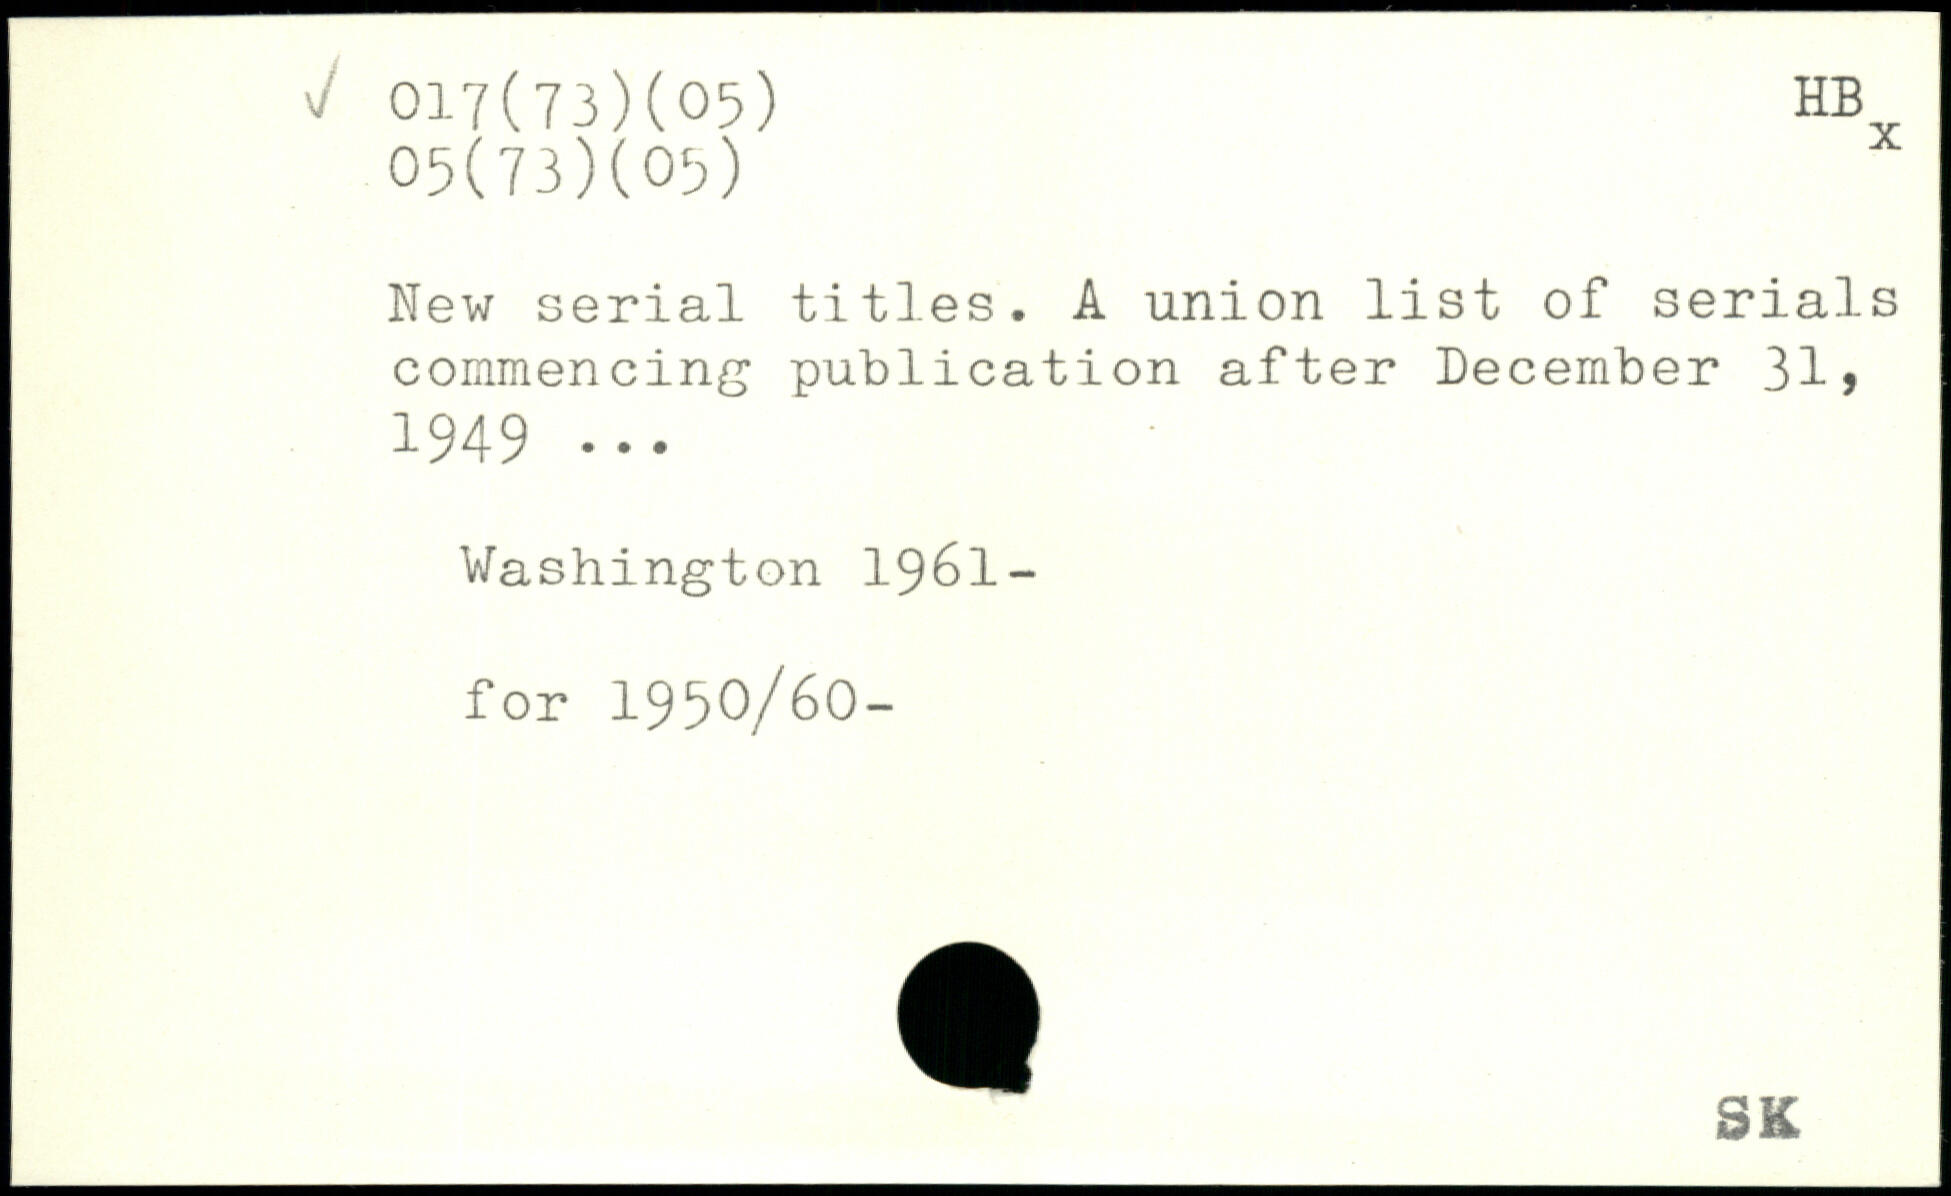 ✓ 017(73)(05)
HB
x
05(73)(05)
New serial titles. A union list of serials
commencing publication after December 31,
1949 ...
Washington 1961-
for 1950/60-
SK